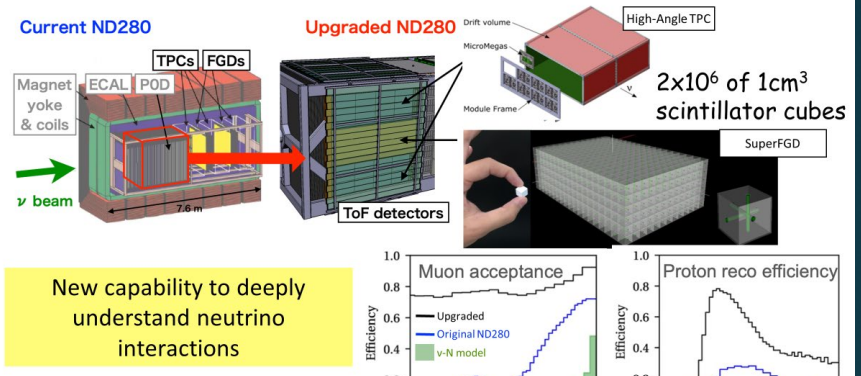 Current ND280
Upgraded ND280
Drift volume
High-Angle TPC
MicroMegas
TPCs
FGDs
Magnet
yoke
& coils
ECAL
P0D
ν
Module Frame
2x10⁶ of 1cm³
scintillator cubes
SuperFGD
ν beam
7.6 m
ToF detectors
New capability to deeply
understand neutrino
interactions
Muon acceptance
1.0
0.8
0.6
0.4
Efficiency
Upgraded
Original ND280
ν-N model
Proton reco efficiency
1.0
0.8
0.6
0.4
Efficiency